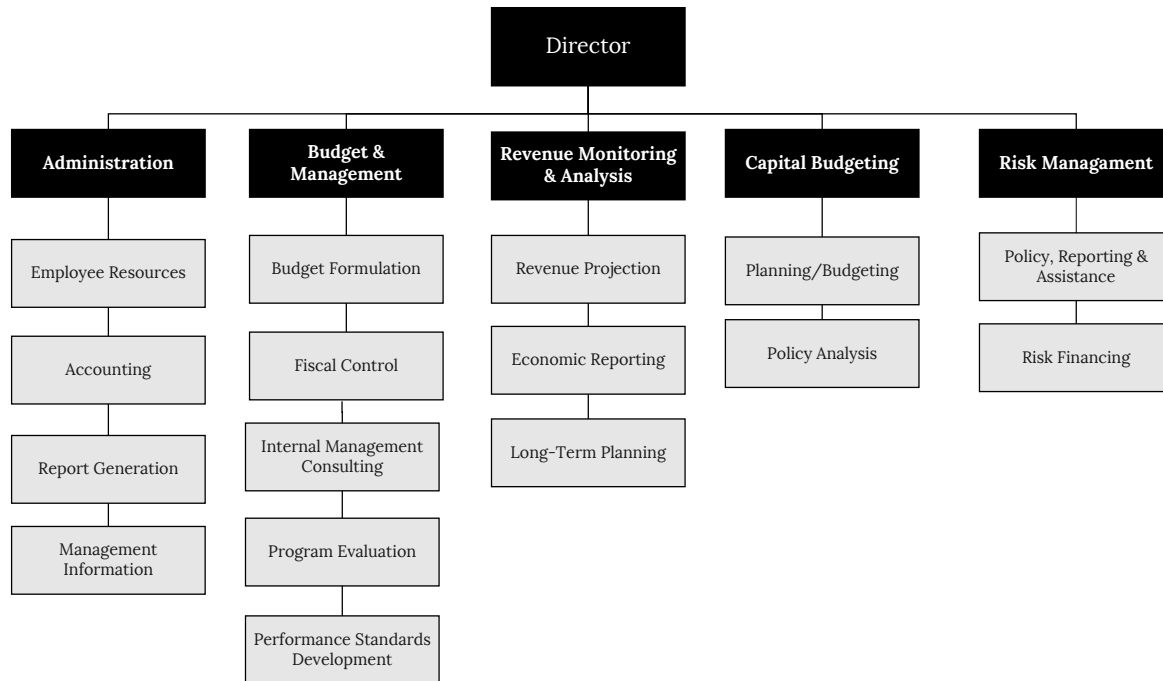 Director
Administration
Budget &
Management
Revenue Monitoring
& Analysis
Capital Budgeting
Risk Managament
Employee Resources
Accounting
Report Generation
Management
Information
Budget Formulation
Fiscal Control
Internal Management
Consulting
Program Evaluation
Performance Standards
Development
Revenue Projection
Economic Reporting
Long-Term Planning
Planning/Budgeting
Policy Analysis
Policy, Reporting &
Assistance
Risk Financing